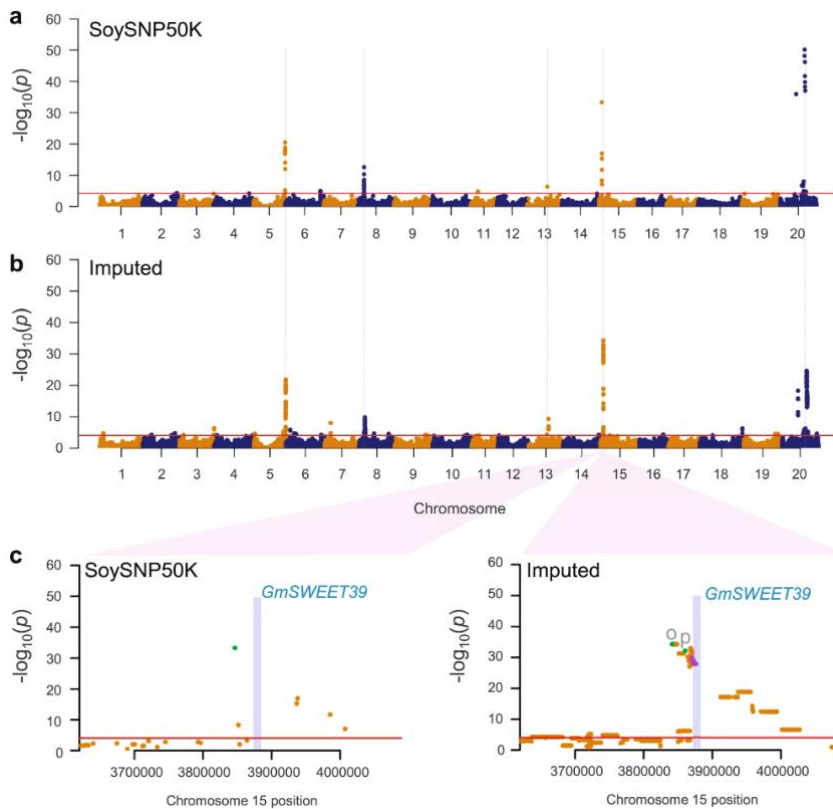 a
SoySNP50K
-log10(p)
60
50
40
30
20
10
0
1 2 3 4 5 6 7 8 9 10 11 12 13 14 15 16 17 18 19 20
b
Imputed
-log10(p)
60
50
40
30
20
10
0
1 2 3 4 5 6 7 8 9 10 11 12 13 14 15 16 17 18 19 20
Chromosome
c
SoySNP50K
GmSWEET39
-log10(p)
60
50
40
30
20
10
0
3700000 3800000 3900000 4000000
Chromosome 15 position
Imputed
GmSWEET39
o p
-log10(p)
60
50
40
30
20
10
0
3700000 3800000 3900000 4000000
Chromosome 15 position